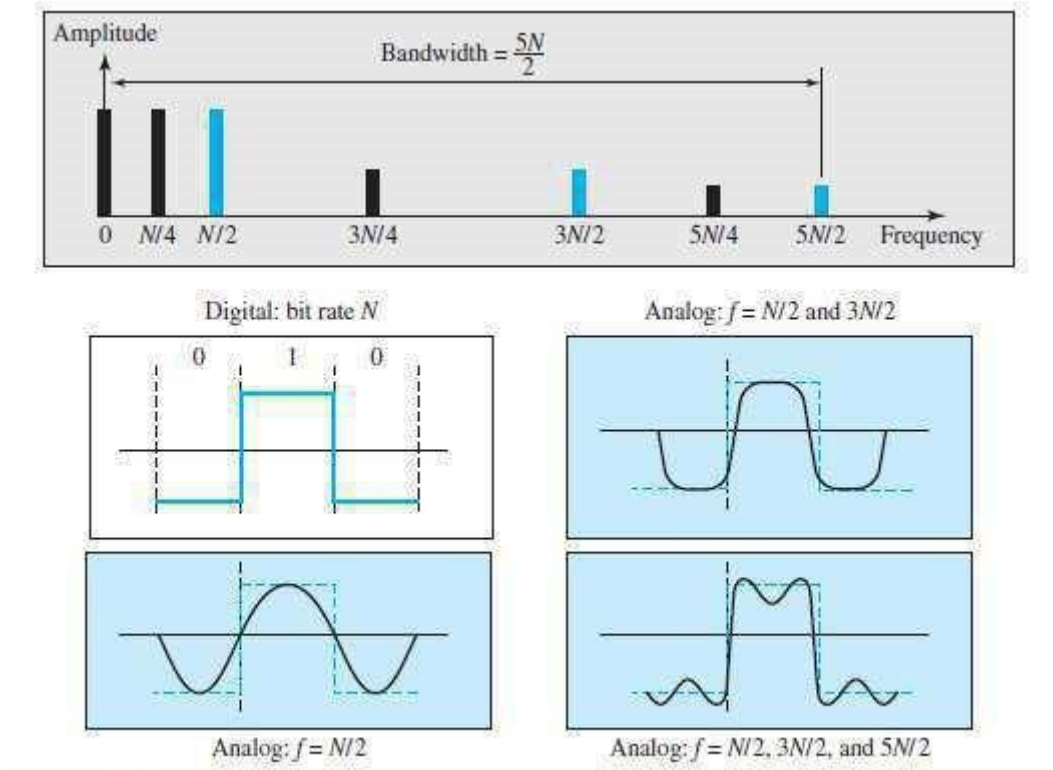 Amplitude
Bandwidth = 5N/2
0 N/4 N/2 3N/4 3N/2 5N/4 5N/2 Frequency
Digital: bit rate N
0 1 0
Analog: f = N/2 and 3N/2
Analog: f = N/2
Analog: f = N/2, 3N/2, and 5N/2